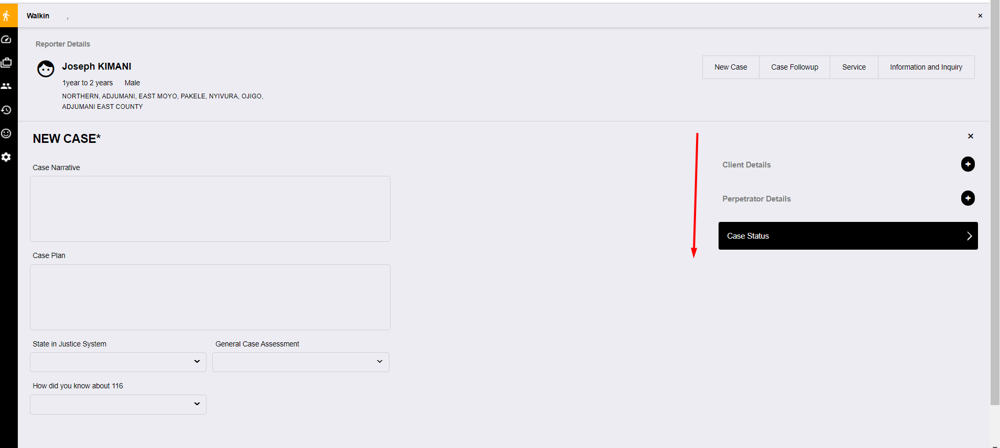 Walkin ,
Reporter Details
Joseph KIMANI
1year to 2 years Male
NORTHERN, ADJUMANI, EAST MOYO, PAKELE, NYIVURA, OJIGO,
ADJUMANI EAST COUNTY
New Case Case Followup Service Information and Inquiry
NEW CASE*
Case Narrative
Case Plan
State in Justice System General Case Assessment
How did you know about 116
Client Details
Perpetrator Details
Case Status